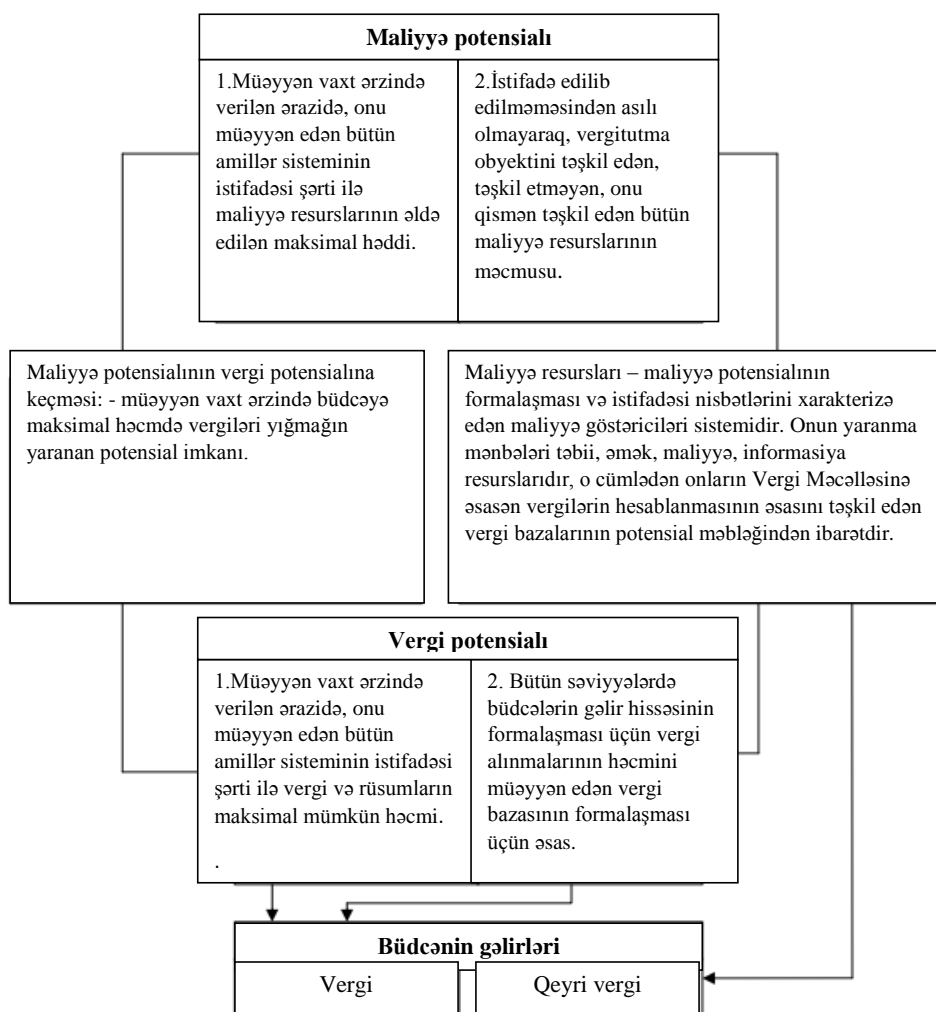 Maliyyə potensialı
1.Müəyyən vaxt ərzində
verilən ərazidə, onu
müəyyən edən bütün
amillər sisteminin
istifadəsi şərti ilə
maliyyə resurslarının əldə
edilən maksimal həddi.
2.İstifadə edilib
edilməməsindən asılı
olmayaraq, vergitutma
obyektini təşkil edən,
təşkil etməyən, onu
qismən təşkil edən bütün
maliyyə resurslarının
məcmusu.
Maliyyə potensialının vergi potensialına
keçməsi: - müəyyən vaxt ərzində büdcəyə
maksimal həcmdə vergiləri yığmağın
yaranan potensial imkanı.
Maliyyə resursları – maliyyə potensialının
formalaşması və istifadəsi nisbətlərini xarakterizə
edən maliyyə göstəriciləri sistemidir. Onun yaranma
mənbələri təbii, əmək, maliyyə, informasiya
resurslarıdır, o cümlədən onların Vergi Məcəlləsinə
əsasən vergilərin hesablanmasının əsasını təşkil edən
vergi bazalarının potensial məbləğindən ibarətdir.
Vergi potensialı
1.Müəyyən vaxt ərzində
verilən ərazidə, onu
müəyyən edən bütün
amillər sisteminin istifadəsi
şərti ilə vergi və rüsumların
maksimal mümkün həcmi.
.
2. Bütün səviyyələrdə
büdcələrin gəlir hissəsinin
formalaşması üçün vergi
alınmalarının həcmini
müəyyən edən vergi
bazasının formalaşması
üçün əsas.
Büdcənin gəlirləri
Vergi
Qeyri vergi